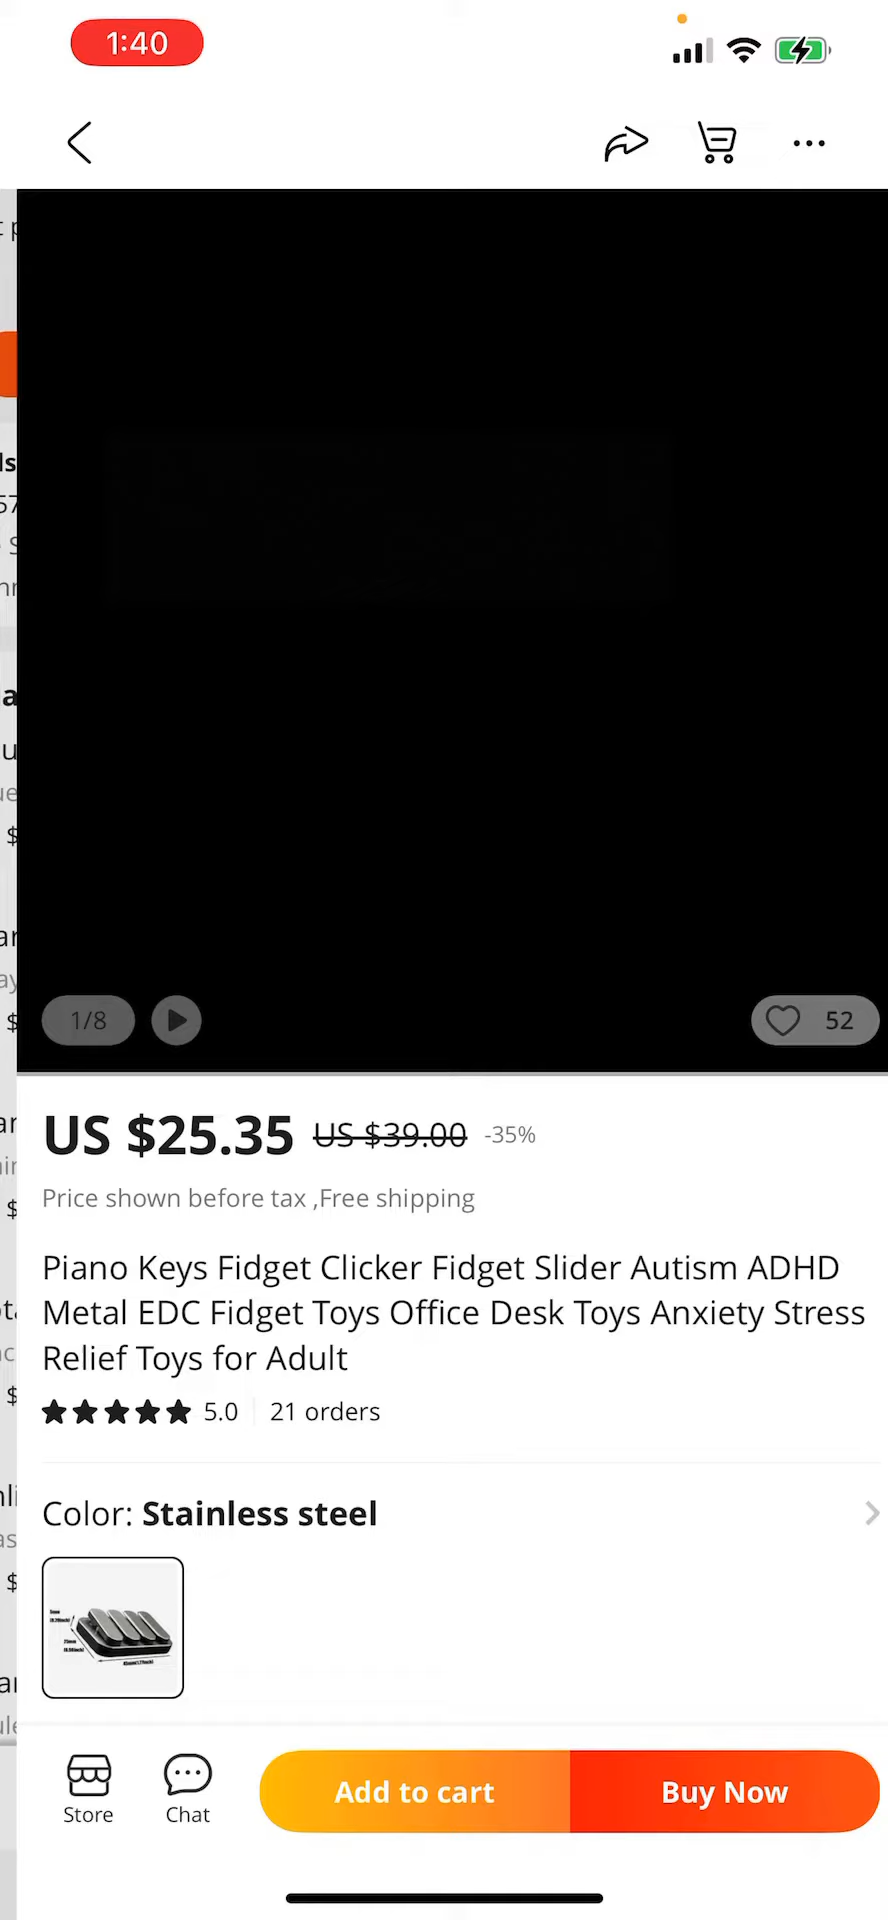 1:40
1/8
52
US $25.35 US $39.00 -35%
Price shown before tax ,Free shipping
Piano Keys Fidget Clicker Fidget Slider Autism ADHD
Metal EDC Fidget Toys Office Desk Toys Anxiety Stress
Relief Toys for Adult
5.0 21 orders
Color: Stainless steel
Store
Chat
Add to cart
Buy Now